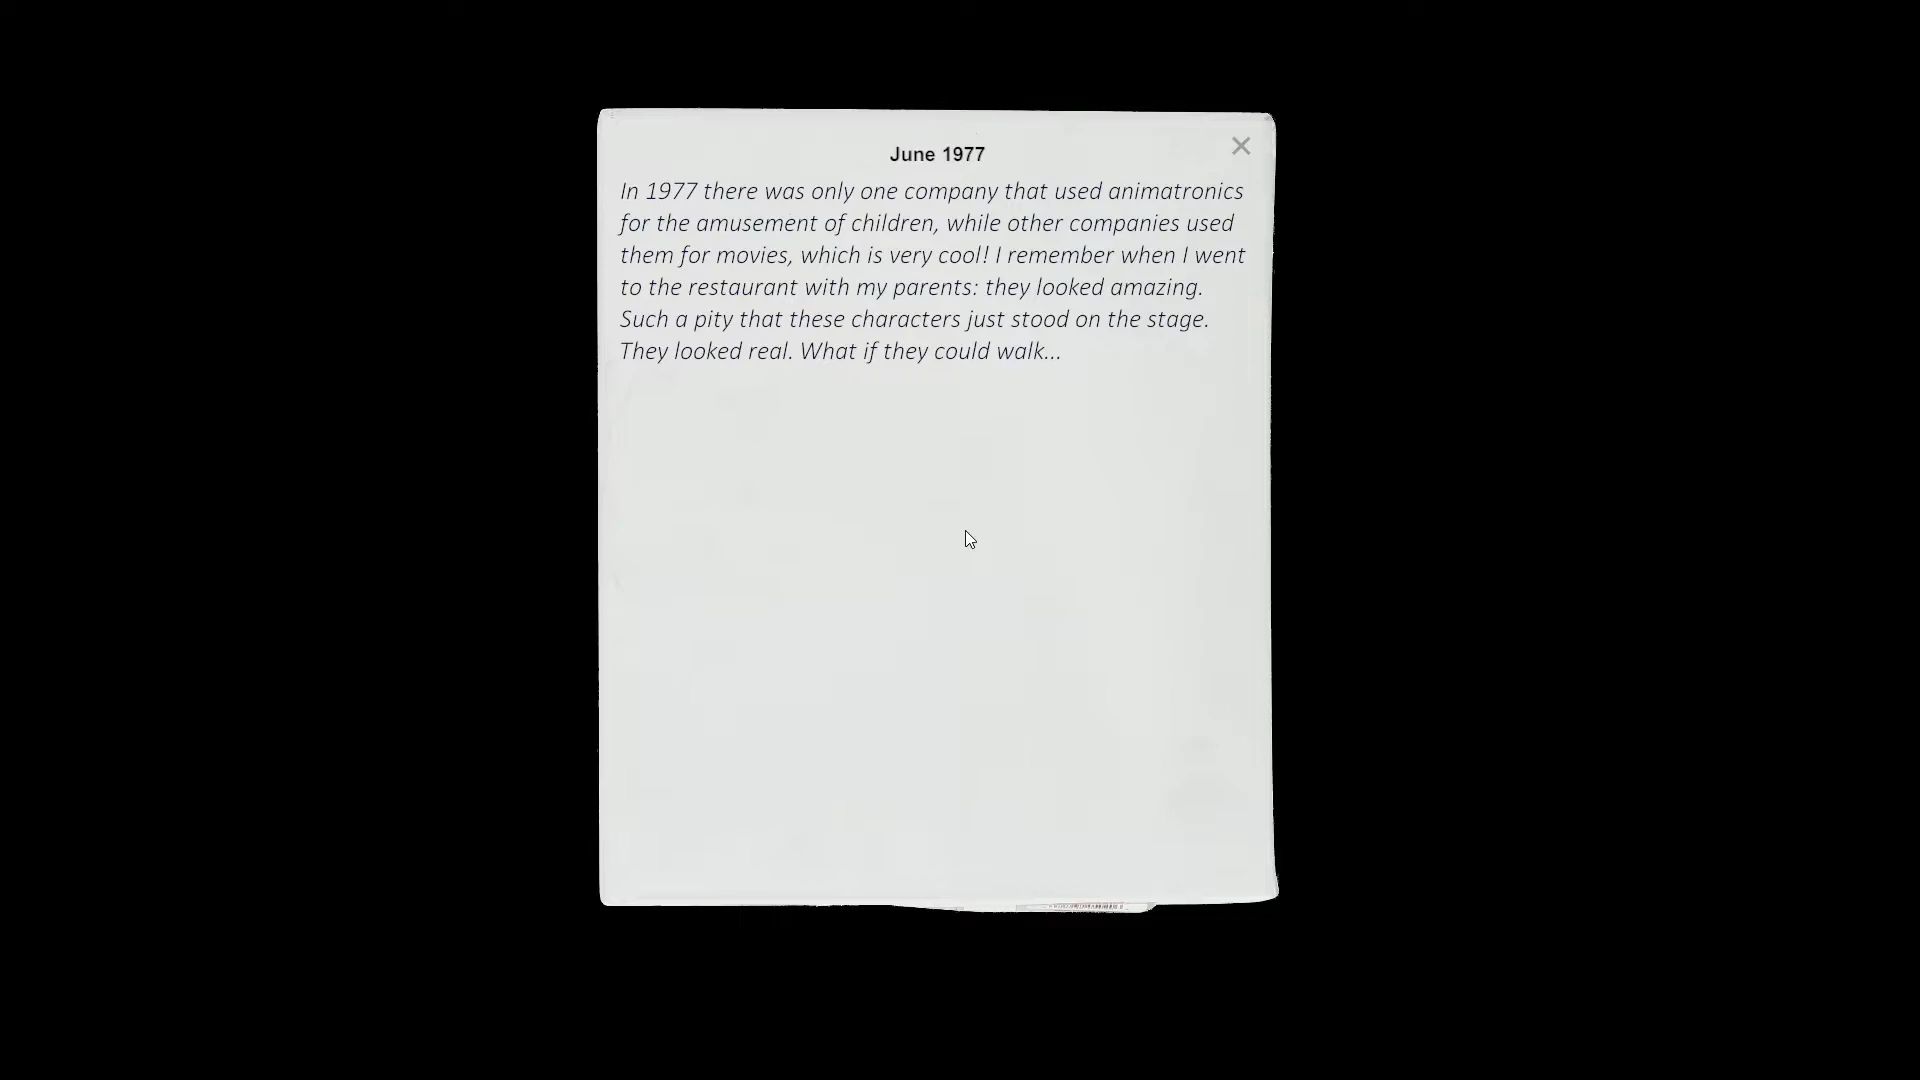 June 1977
In 1977 there was only one company that used animatronics
for the amusement of children, while other companies used
them for movies, which is very cool! I remember when I went
to the restaurant with my parents: they looked amazing.
Such a pity that these characters just stood on the stage.
They looked real. What if they could walk...